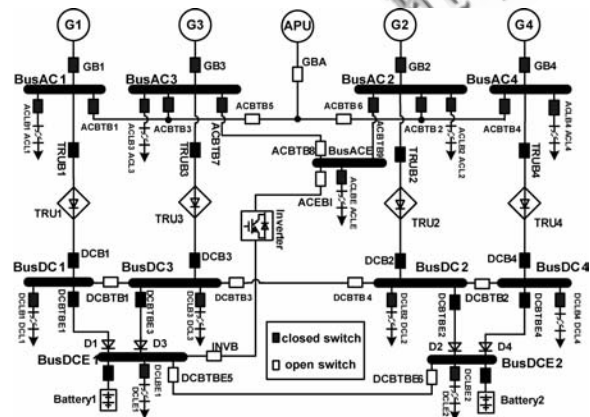 G1 G3 APU G2 G4
GB1 GB3 GBA GB2 GB4
BusAC1 BusAC3 BusAC2 BusAC4
ACLB1 ACL1
ACBTB1
ACLB3 ACL3
ACBTB3
ACBTB7
ACBTB5
ACBTB6
ACBTB2
ACLB2 ACL2
ACBTB4
ACLB4 ACL4
ACBTB8 BusACE
ACBTB9
ACEBI
ACLBE ACLE
TRUB1 TRUB3 TRUB2 TRUB4
Inverter
TRU1 TRU3 TRU2 TRU4
DCB1 DCB3 DCB2 DCB4
BusDC1 BusDC3 BusDC2 BusDC4
DCLB1 DCL1
DCBTBE1
DCBTB1
DCBTBE3
DCLB3 DCL3
DCBTB3
DCBTB4
DCLB2 DCL2
DCBTBE2
DCBTB2
DCBTBE4
DCLB4 DCL4
D1 D3 INVB
closed switch
open switch
D2 D4
BusDCE1 BusDCE2
DCLBE1
DCLE1
DCBTBE5
DCBTBE6
DCLBE2
DCLE2
Battery1 Battery2